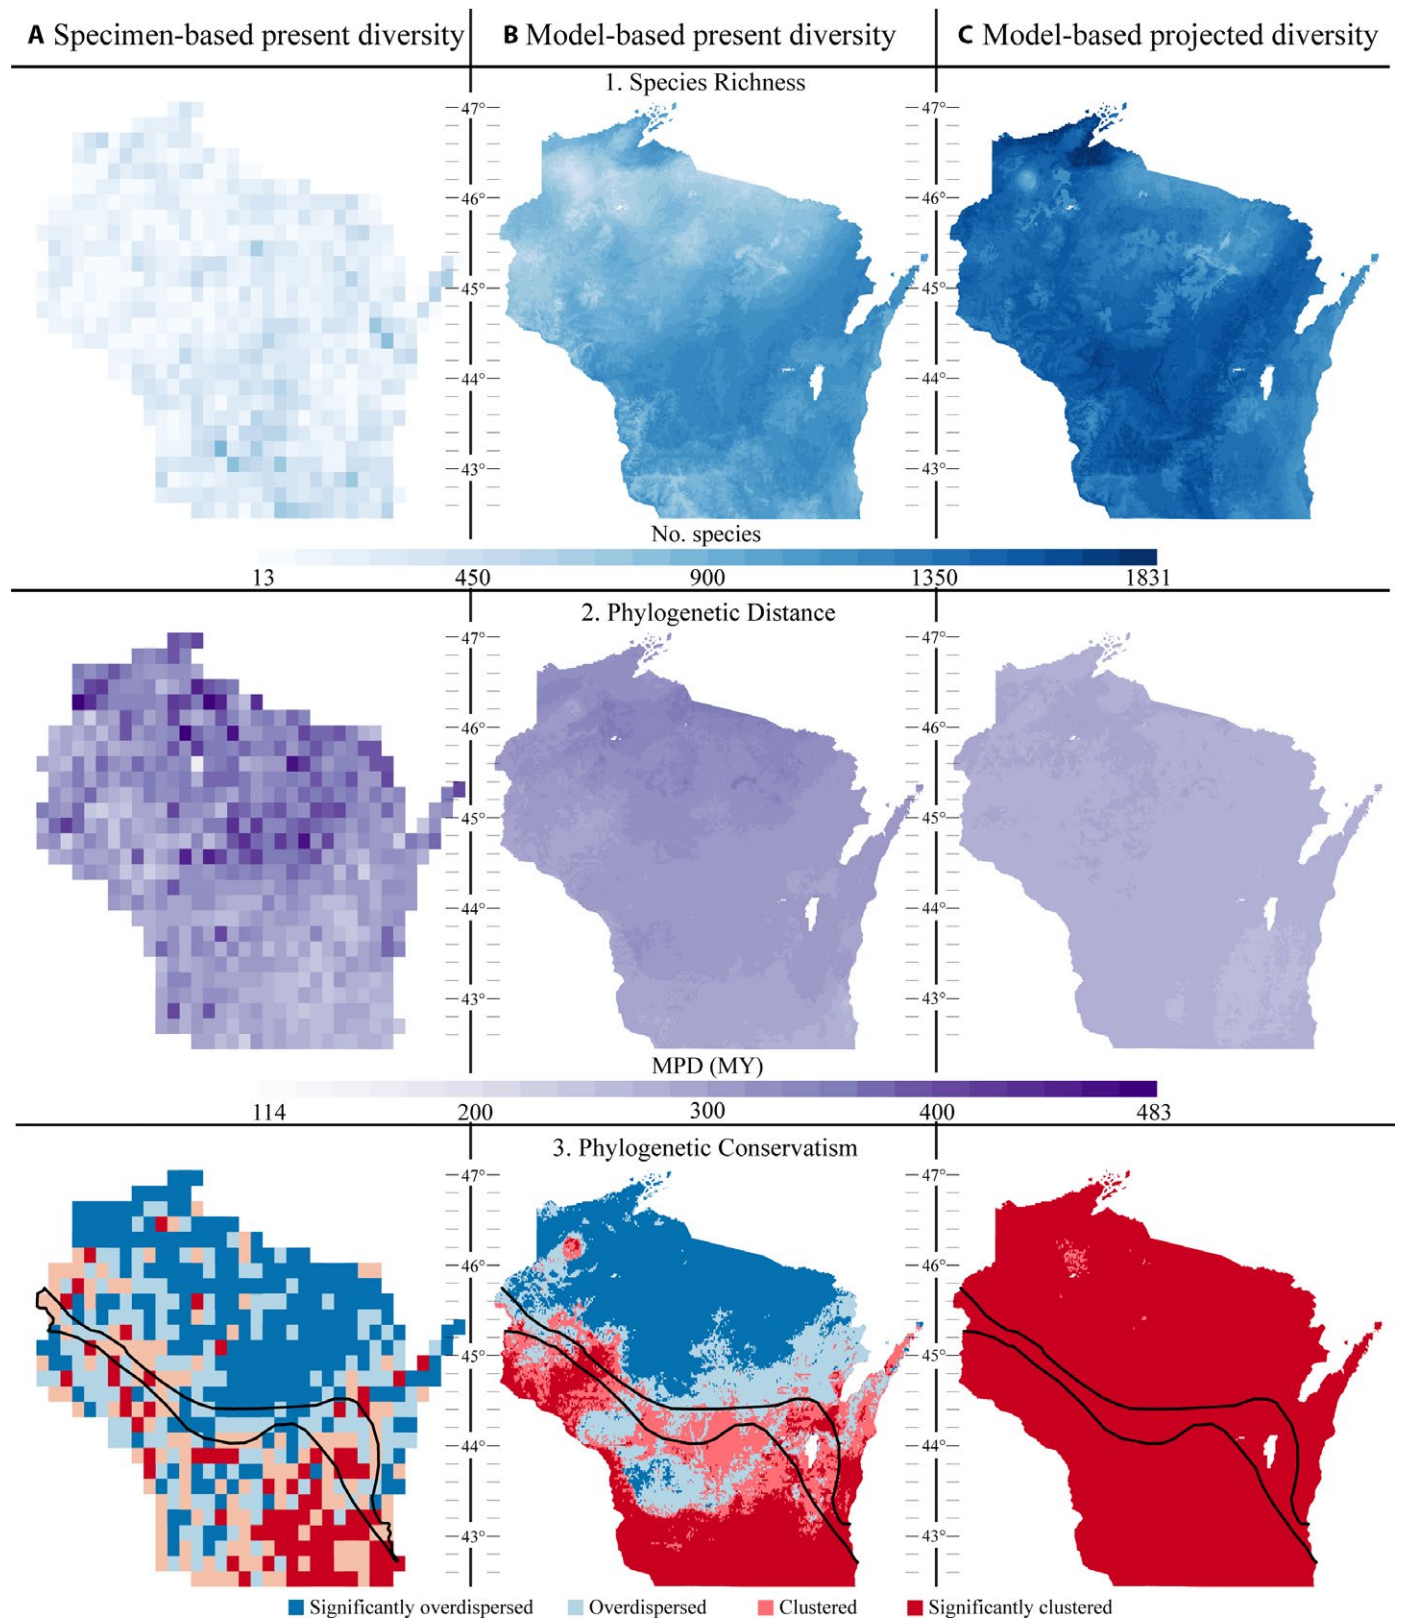 A Specimen-based present diversity
B Model-based present diversity
C Model-based projected diversity
1. Species Richness
47° 47°
46° 46°
45° 45°
44° 44°
43° 43°
No. species
13 450 900 1350 1831
2. Phylogenetic Distance
47° 47°
46° 46°
45° 45°
44° 44°
43° 43°
MPD (MY)
114 200 300 400 483
3. Phylogenetic Conservatism
47° 47°
46° 46°
45° 45°
44° 44°
43° 43°
Significantly overdispersed Overdispersed Clustered Significantly clustered